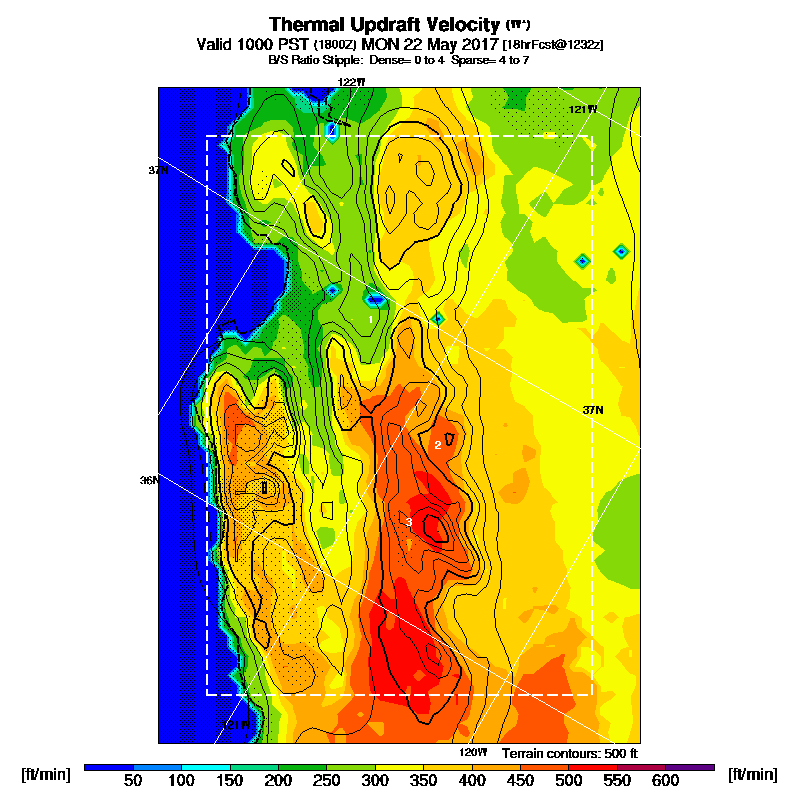 Thermal Updraft Velocity (W*)
Valid 1000 PST (1800Z) MON 22 May 2017 [18hrFcst@1232z]
B/S Ratio Stipple: Dense= 0 to 4 Sparse= 4 to 7
122W
121W
37N
1
37N
2
36N
3
121W
120W
Terrain contours: 500 ft
[ft/min] 50 100 150 200 250 300 350 400 450 500 550 600 [ft/min]